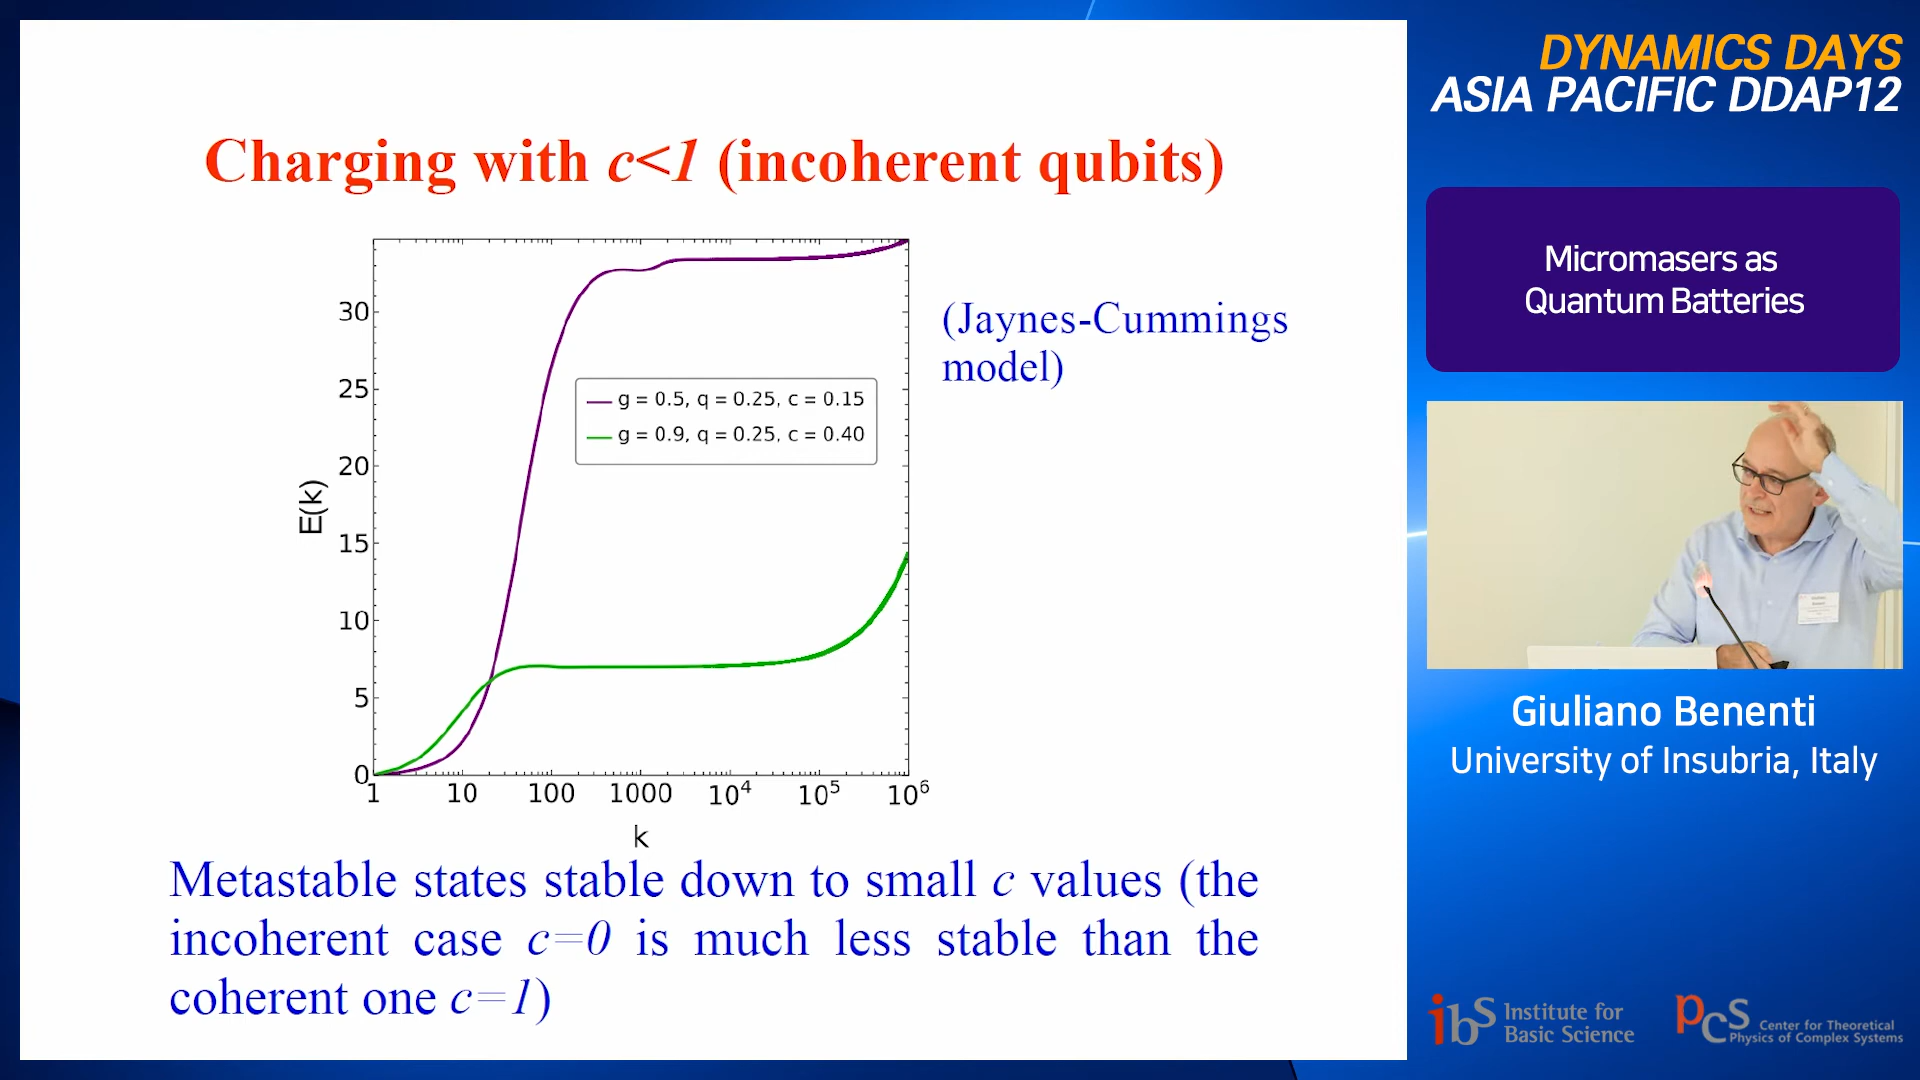 Charging with c<1 (incoherent qubits)
(Jaynes-Cummings
model)
g = 0.5, q = 0.25, c = 0.15
g = 0.9, q = 0.25, c = 0.40
E(k)
30
25
20
15
10
5
0
1 10 100 1000 10⁴ 10⁵ 10⁶
k
Metastable states stable down to small c values (the
incoherent case c=0 is much less stable than the
coherent one c=1)
DYNAMICS DAYS
ASIA PACIFIC DDAP12
Micromasers as
Quantum Batteries
Giuliano Benenti
University of Insubria, Italy
ibs Institute for
Basic Science
pcs Center for Theoretical
Physics of Complex Systems